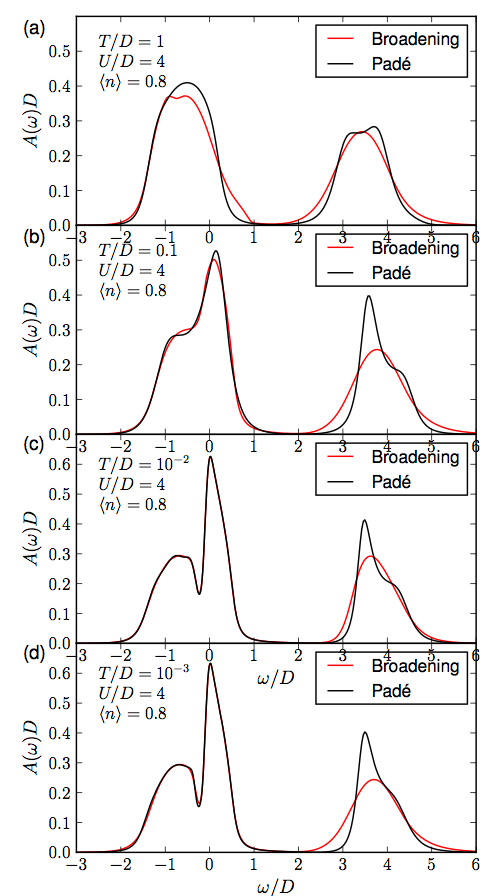 (a)
T/D = 1
U/D = 4
⟨n⟩ = 0.8
Broadening
Padé
A(ω)D
0.5
0.4
0.3
0.2
0.1
0.0
−3 −2 −1 0 1 2 3 4 5 6
(b)
T/D = 0.1
U/D = 4
⟨n⟩ = 0.8
Broadening
Padé
A(ω)D
0.5
0.4
0.3
0.2
0.1
0.0
−3 −2 −1 0 1 2 3 4 5 6
(c)
T/D = 10⁻²
U/D = 4
⟨n⟩ = 0.8
Broadening
Padé
A(ω)D
0.6
0.5
0.4
0.3
0.2
0.1
0.0
−3 −2 −1 0 1 2 3 4 5 6
ω/D
(d)
T/D = 10⁻³
U/D = 4
⟨n⟩ = 0.8
Broadening
Padé
A(ω)D
0.6
0.5
0.4
0.3
0.2
0.1
0.0
−3 −2 −1 0 1 2 3 4 5 6
ω/D